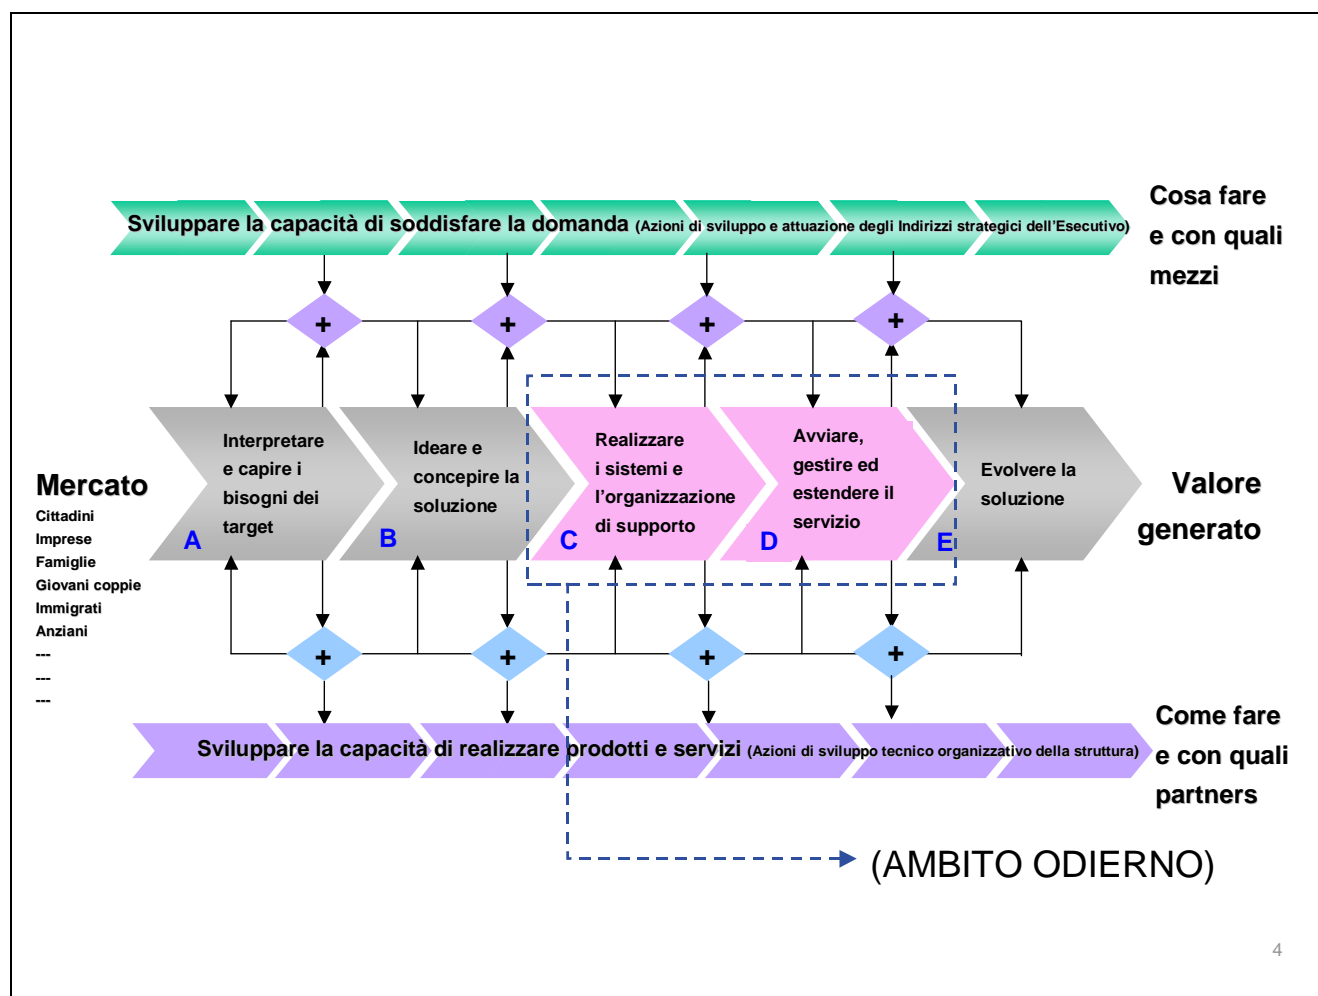 Cosa fare
e con quali
mezzi
Sviluppare la capacità di soddisfare la domanda (Azioni di sviluppo e attuazione degli Indirizzi strategici dell'Esecutivo)
+ + + +
Mercato
Cittadini
Imprese
Famiglie
Giovani coppie
Immigrati
Anziani
---
---
---
Interpretare
e capire i
bisogni dei
target
A
Ideare e
concepire la
soluzione
B
Realizzare
i sistemi e
l'organizzazione
di supporto
C
Avviare,
gestire ed
estendere il
servizio
D
Evolvere la
soluzione
E
Valore
generato
+ + + +
Sviluppare la capacità di realizzare prodotti e servizi (Azioni di sviluppo tecnico organizzativo della struttura)
Come fare
e con quali
partners
(AMBITO ODIERNO)
4